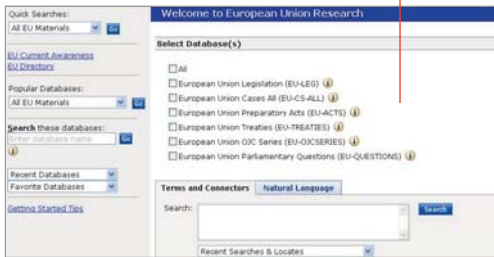 Quick Searches:
All EU Materials
Go
EU Current Awareness
EU Directory
Popular Databases:
All EU Materials
Go
Search these databases:
Enter database name
Go
Recent Databases
Favorite Databases
Getting Started Tips
Welcome to European Union Research
Select Database(s)
All
European Union Legislation (EU-LEG)
European Union Cases All (EU-CS-ALL)
European Union Preparatory Acts (EU-ACTS)
European Union Treaties (EU-TREATIES)
European Union OJC Series (EU-OJCSERIES)
European Union Parliamentary Questions (EU-QUESTIONS)
Terms and Connectors Natural Language
Search:
Search
Recent Searches & Locates